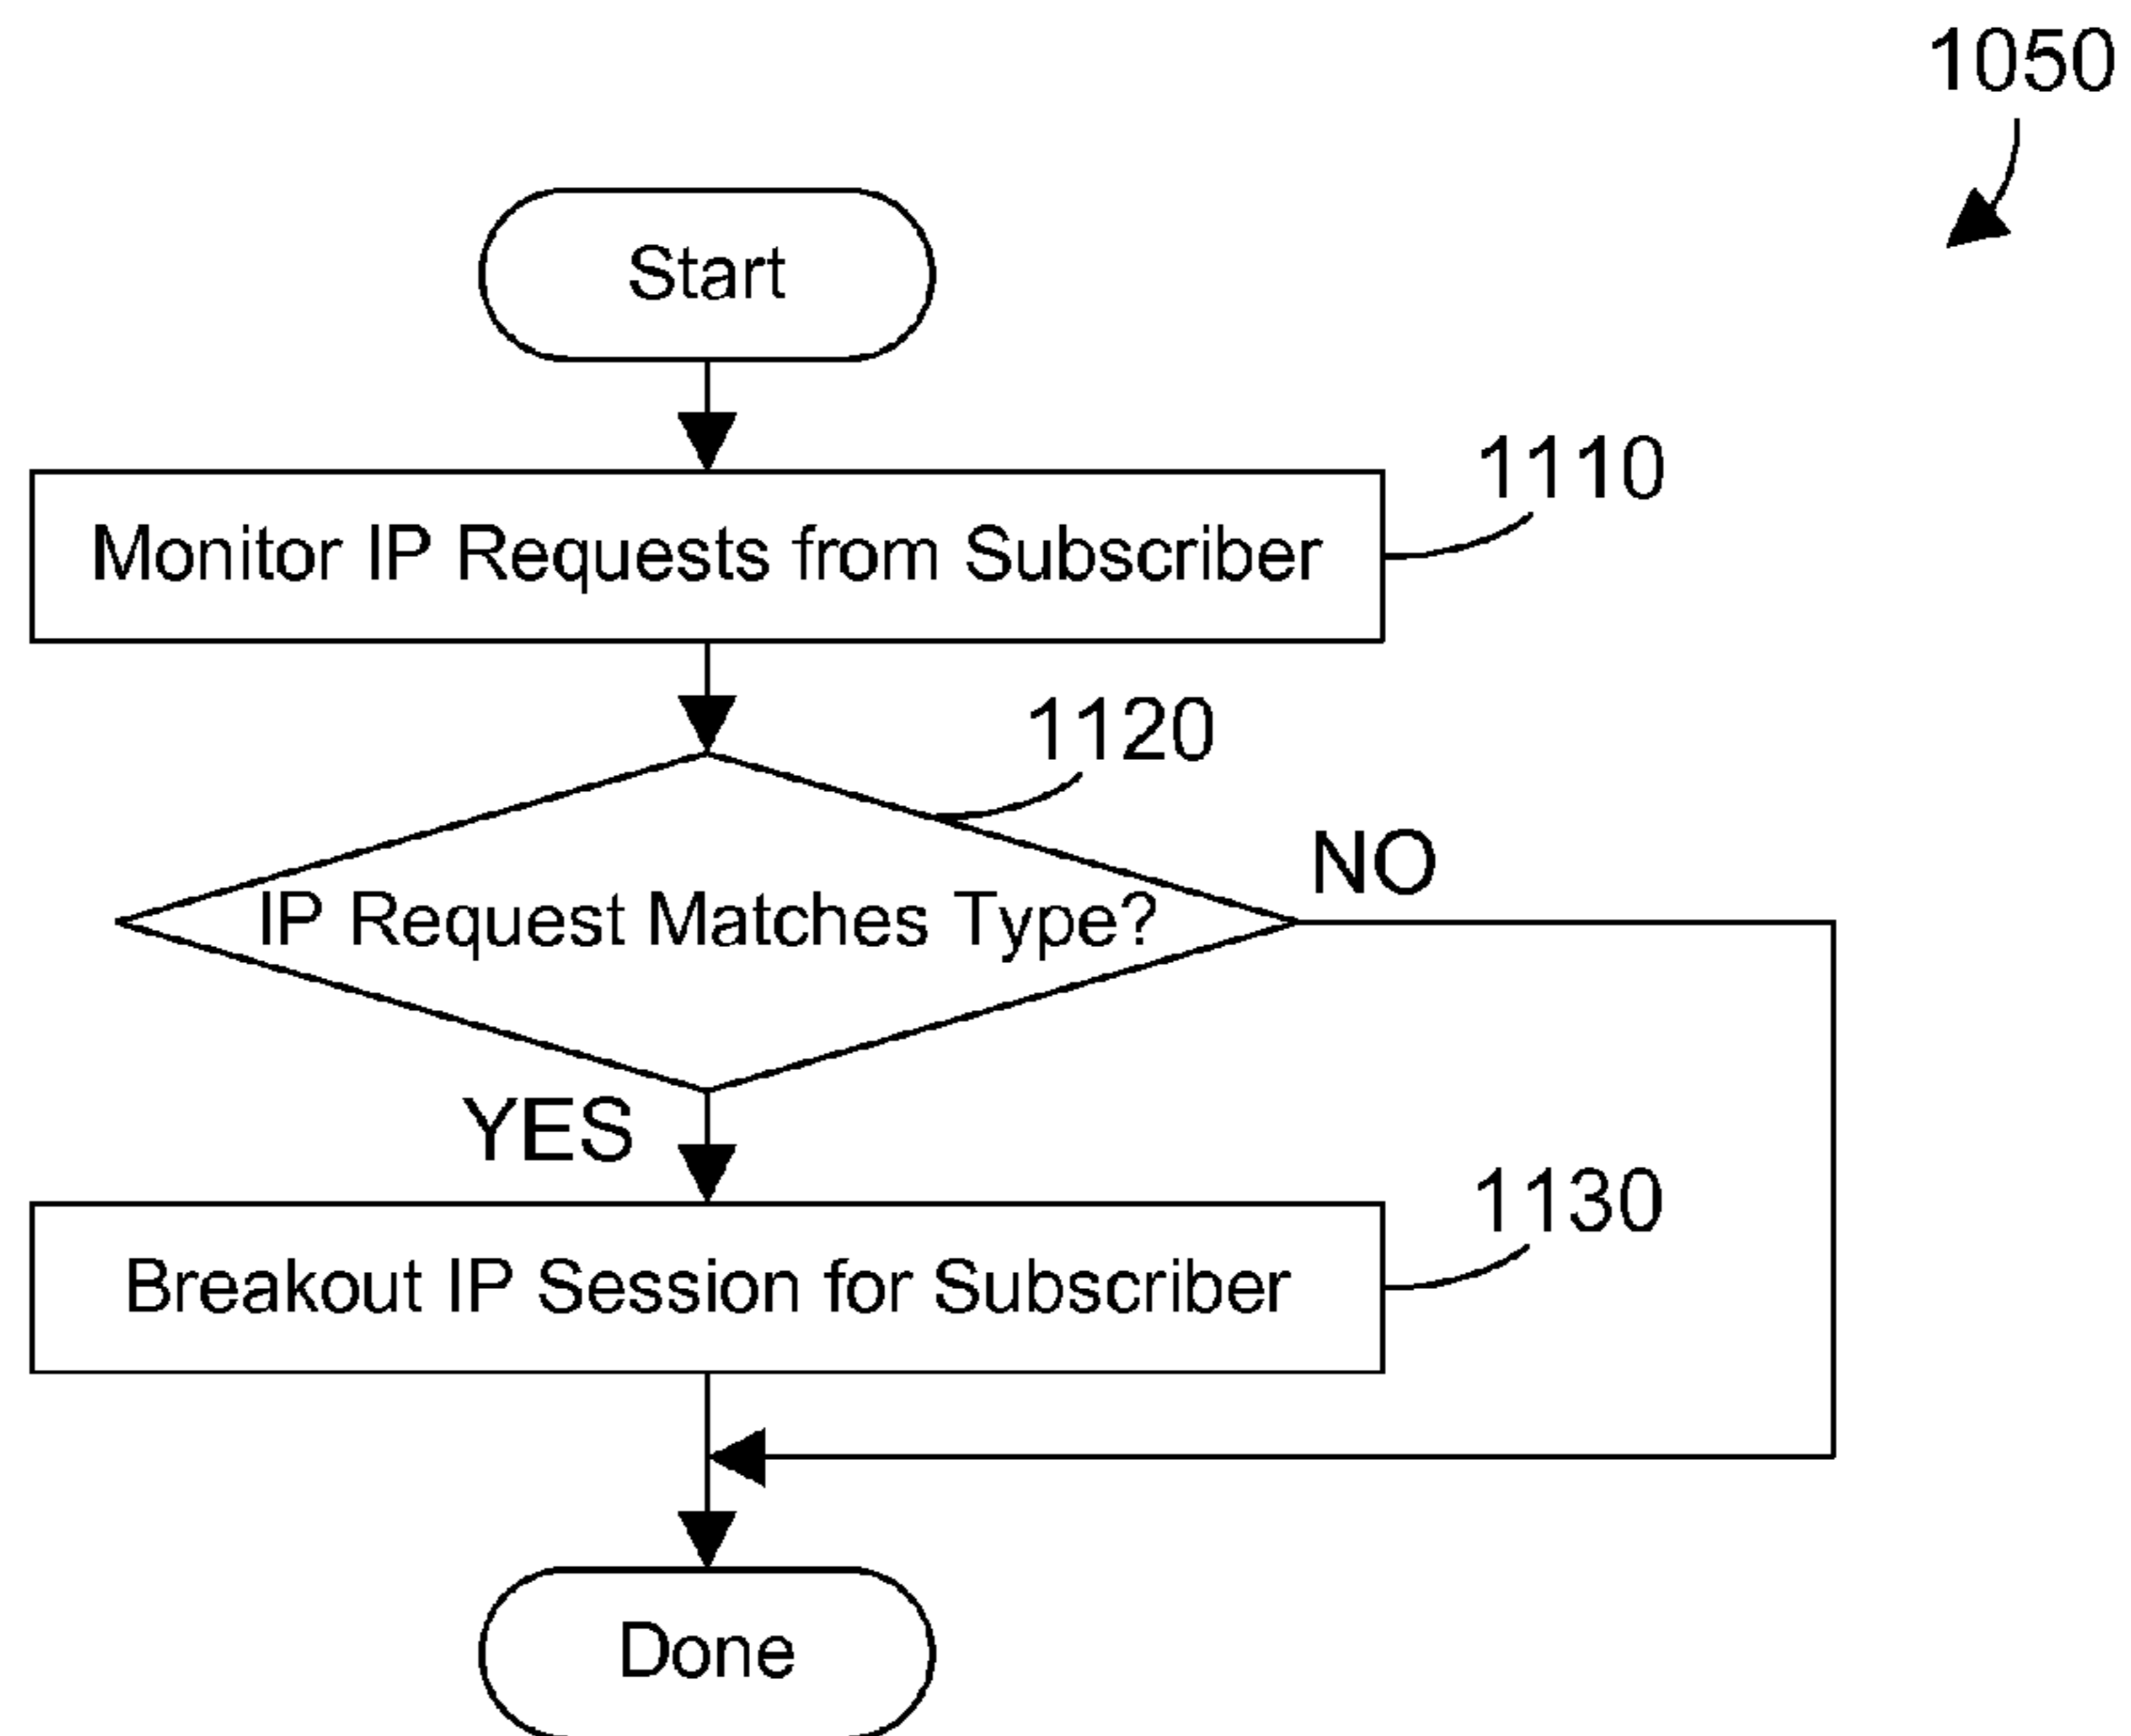 1050
Start
Monitor IP Requests from Subscriber
1110
1120
IP Request Matches Type?
NO
YES
Breakout IP Session for Subscriber
1130
Done